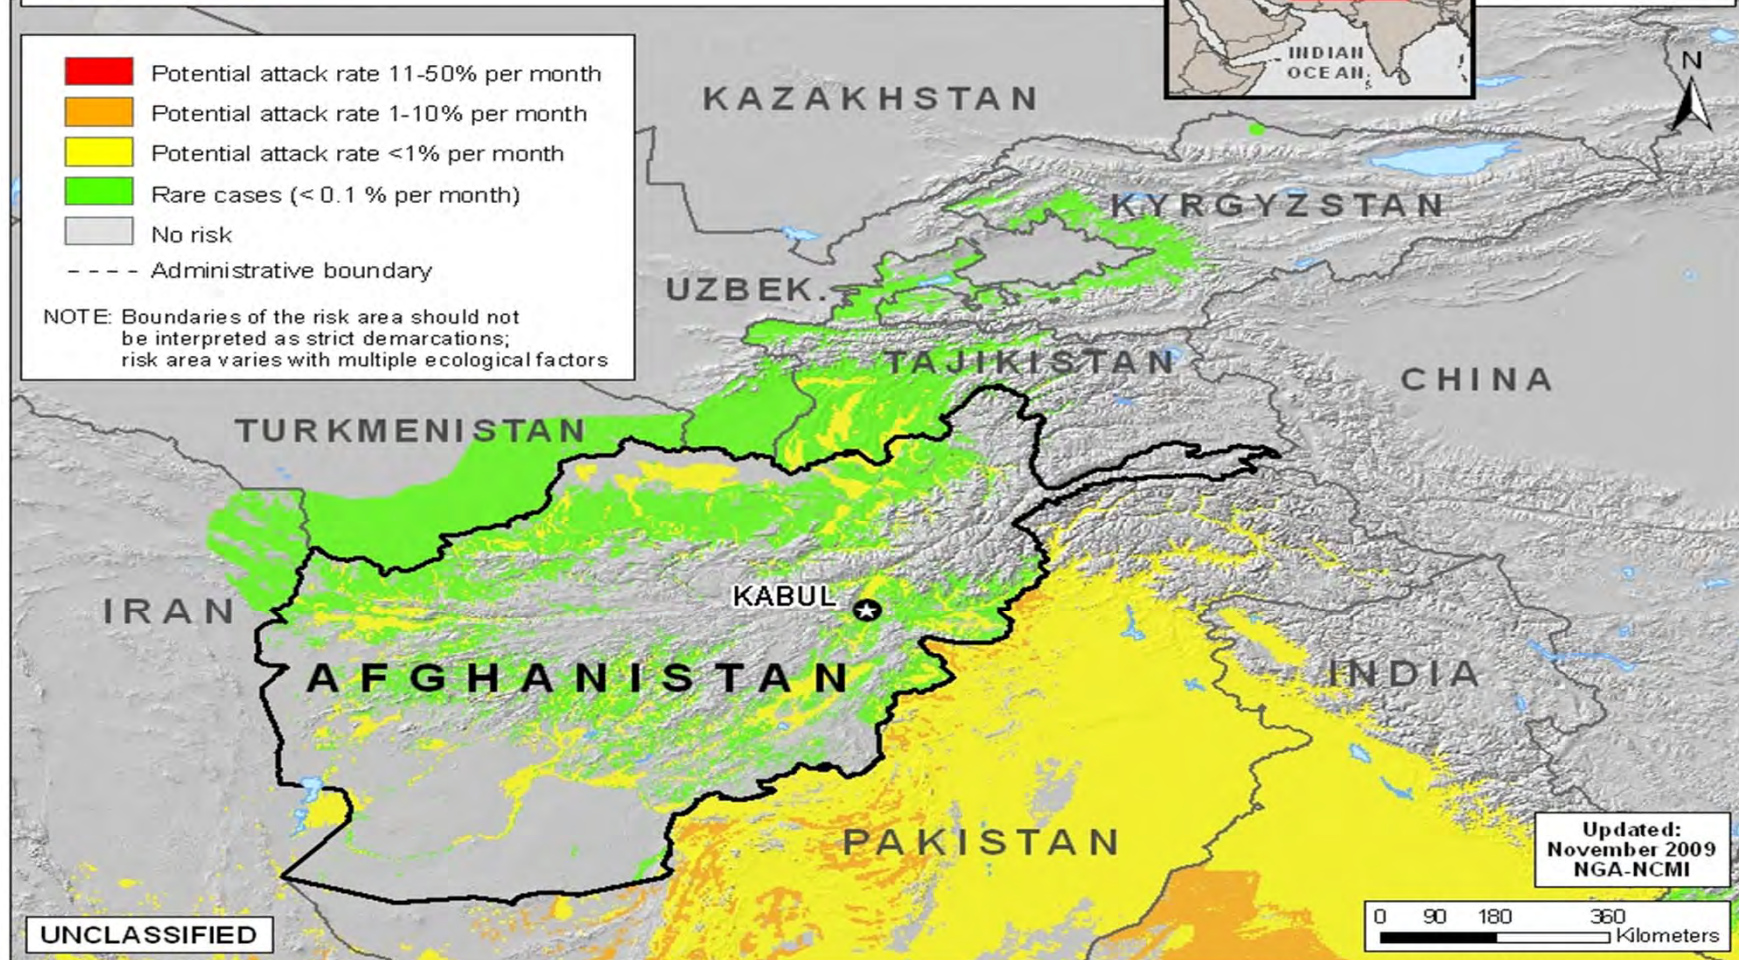 INDIAN
OCEAN
N
Potential attack rate 11-50% per month
Potential attack rate 1-10% per month
Potential attack rate <1% per month
Rare cases (< 0.1 % per month)
No risk
Administrative boundary
NOTE: Boundaries of the risk area should not
be interpreted as strict demarcations;
risk area varies with multiple ecological factors
KAZAKHSTAN
KYRGYZSTAN
UZBEK.
TAJIKISTAN
CHINA
TURKMENISTAN
IRAN
KABUL
AFGHANISTAN
INDIA
PAKISTAN
Updated:
November 2009
NGA-NCMI
0 90 180 360
Kilometers
UNCLASSIFIED